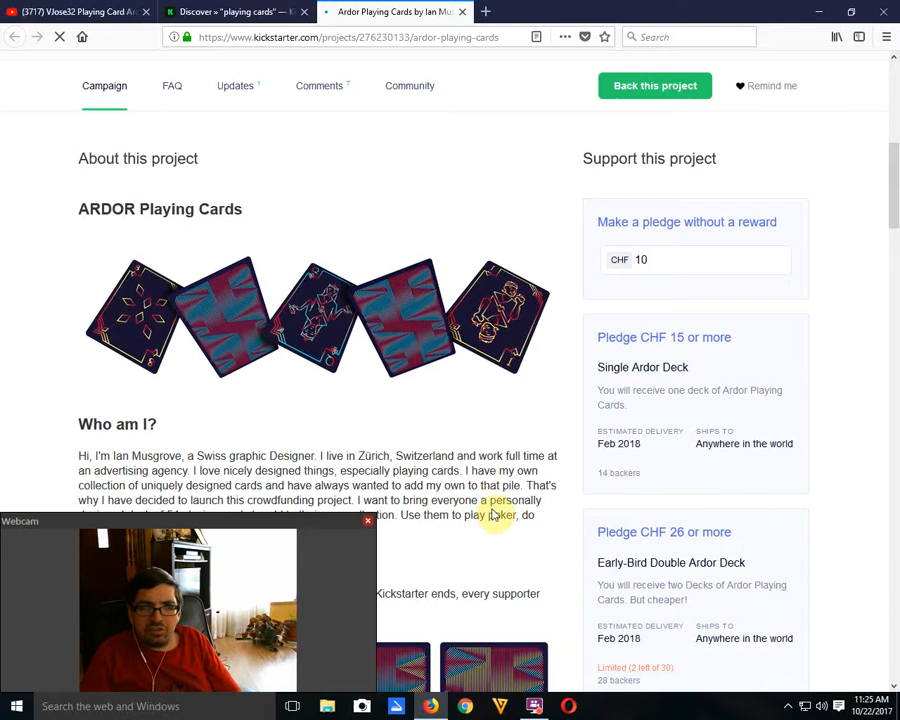 (3717) VJose32 Playing Card Ar
Discover » "playing cards" — K
Ardor Playing Cards by Ian Mus
https://www.kickstarter.com/projects/276230133/ardor-playing-cards
Search
Campaign
FAQ
Updates 1
Comments 7
Community
Back this project
Remind me
About this project
Support this project
ARDOR Playing Cards
Make a pledge without a reward
CHF 10
Pledge CHF 15 or more
Single Ardor Deck
You will receive one deck of Ardor Playing
Cards.
ESTIMATED DELIVERY
SHIPS TO
Feb 2018
Anywhere in the world
14 backers
Who am I?
Hi, I'm Ian Musgrove, a Swiss graphic Designer. I live in Zürich, Switzerland and work full time at
an advertising agency. I love nicely designed things, especially playing cards. I have my own
collection of uniquely designed cards and have always wanted to add my own to that pile. That's
why I have decided to launch this crowdfunding project. I want to bring everyone a personally
Use them to play poker, do
Kickstarter ends, every supporter
Pledge CHF 26 or more
Early-Bird Double Ardor Deck
You will receive two Decks of Ardor Playing
Cards. But cheaper!
ESTIMATED DELIVERY
SHIPS TO
Feb 2018
Anywhere in the world
Limited (2 left of 30)
28 backers
Webcam
Search the web and Windows
11:25 AM
10/22/2017